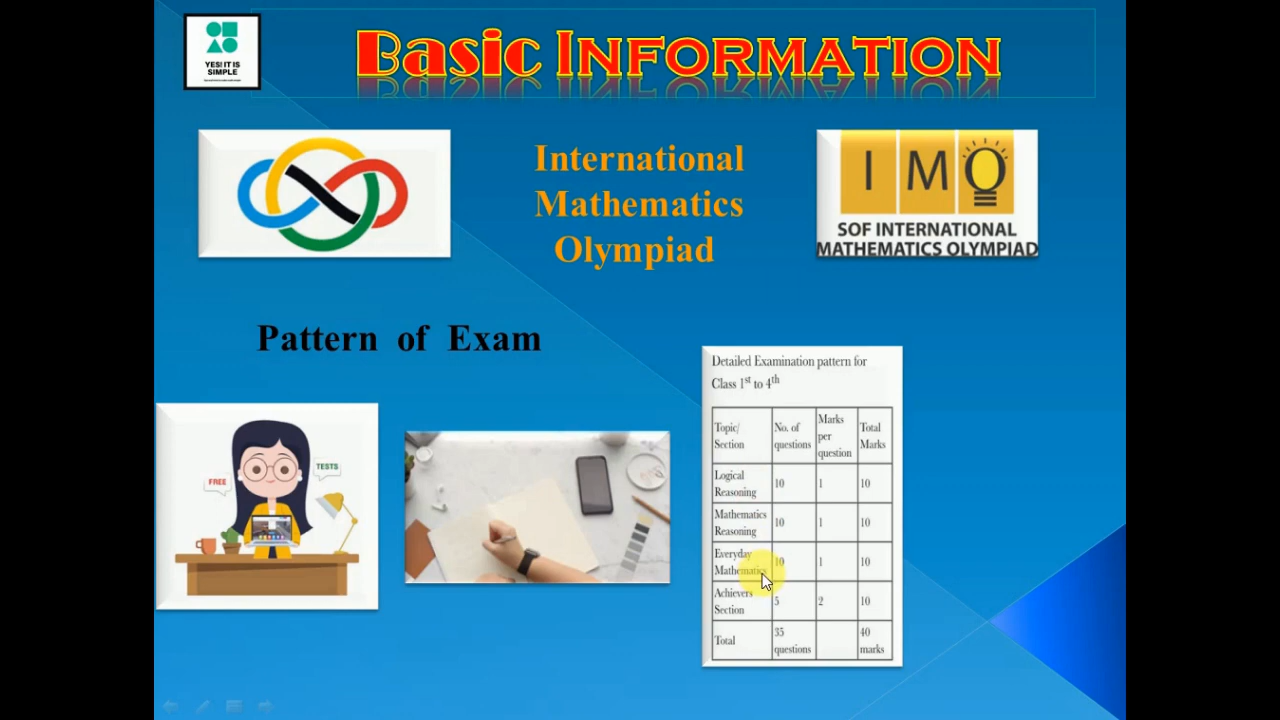 YES! IT IS
SIMPLE
Basic INFORMATION
International
Mathematics
Olympiad
I M O
SOF INTERNATIONAL
MATHEMATICS OLYMPIAD
Pattern of Exam
FREE
TESTS
Detailed Examination pattern for
Class 1st to 4th
Topic/ Section No. of questions Marks per question Total Marks
Logical Reasoning 10 1 10
Mathematics Reasoning 10 1 10
Everyday Mathematics 10 1 10
Achievers Section 5 2 10
Total 35 questions 40 marks